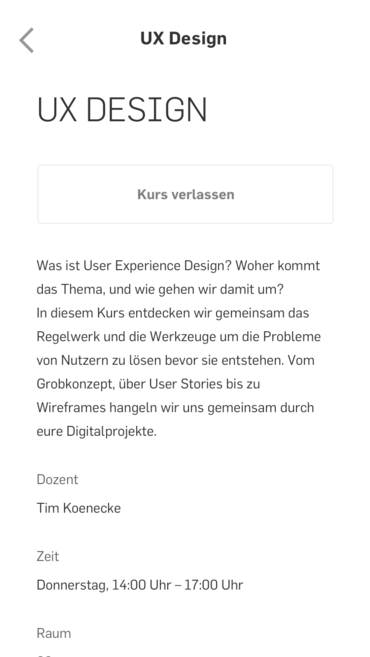 UX Design
UX DESIGN
Kurs verlassen
Was ist User Experience Design? Woher kommt
das Thema, und wie gehen wir damit um?
In diesem Kurs entdecken wir gemeinsam das
Regelwerk und die Werkzeuge um die Probleme
von Nutzern zu lösen bevor sie entstehen. Vom
Grobkonzept, über User Stories bis zu
Wireframes hangeln wir uns gemeinsam durch
eure Digitalprojekte.
Dozent
Tim Koenecke
Zeit
Donnerstag, 14:00 Uhr – 17:00 Uhr
Raum